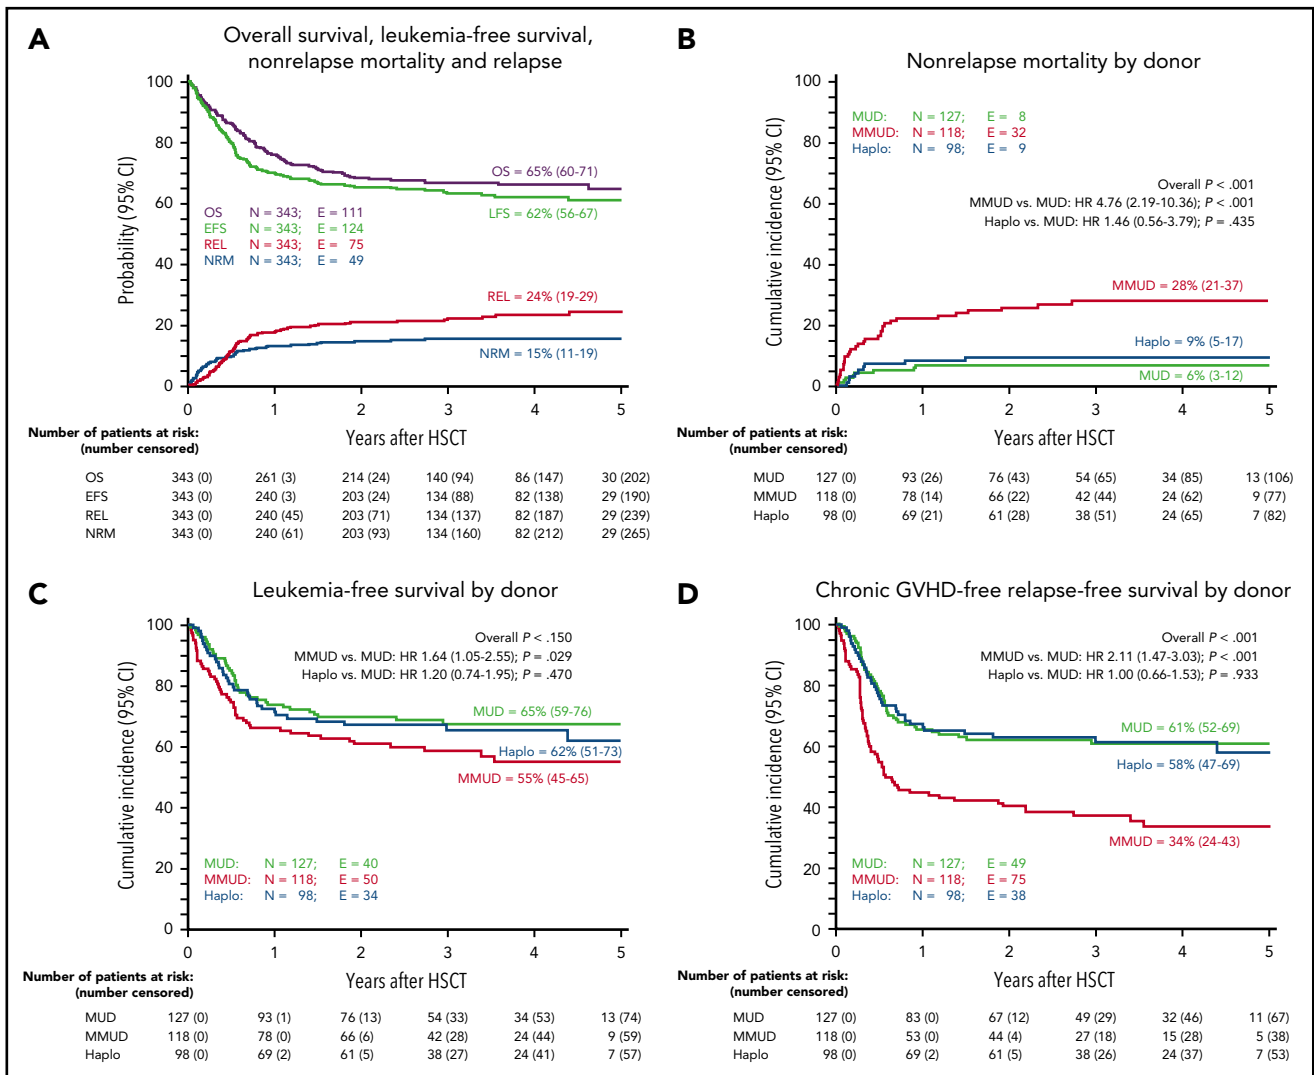 A
Overall survival, leukemia-free survival,
nonrelapse mortality and relapse
Probability (95% CI)
100
80
60
40
20
0
OS = 65% (60-71)
LFS = 62% (56-67)
OS N = 343; E = 111
EFS N = 343; E = 124
REL N = 343; E = 75
NRM N = 343; E = 49
REL = 24% (19-29)
NRM = 15% (11-19)
0 1 2 3 4 5
Years after HSCT
Number of patients at risk:
(number censored)
OS 343 (0) 261 (3) 214 (24) 140 (94) 86 (147) 30 (202)
EFS 343 (0) 240 (3) 203 (24) 134 (88) 82 (138) 29 (190)
REL 343 (0) 240 (45) 203 (71) 134 (137) 82 (187) 29 (239)
NRM 343 (0) 240 (61) 203 (93) 134 (160) 82 (212) 29 (265)
B
Nonrelapse mortality by donor
Cumulative incidence (95% CI)
100
80
60
40
20
0
MUD: N = 127; E = 8
MMUD: N = 118; E = 32
Haplo: N = 98; E = 9
Overall P < .001
MMUD vs. MUD: HR 4.76 (2.19-10.36); P < .001
Haplo vs. MUD: HR 1.46 (0.56-3.79); P = .435
MMUD = 28% (21-37)
Haplo = 9% (5-17)
MUD = 6% (3-12)
0 1 2 3 4 5
Years after HSCT
Number of patients at risk:
(number censored)
MUD 127 (0) 93 (26) 76 (43) 54 (65) 34 (85) 13 (106)
MMUD 118 (0) 78 (14) 66 (22) 42 (44) 24 (62) 9 (77)
Haplo 98 (0) 69 (21) 61 (28) 38 (51) 24 (65) 7 (82)
C
Leukemia-free survival by donor
Cumulative incidence (95% CI)
100
80
60
40
20
0
Overall P < .150
MMUD vs. MUD: HR 1.64 (1.05-2.55); P = .029
Haplo vs. MUD: HR 1.20 (0.74-1.95); P = .470
MUD = 65% (59-76)
Haplo = 62% (51-73)
MMUD = 55% (45-65)
MUD: N = 127; E = 40
MMUD: N = 118; E = 50
Haplo: N = 98; E = 34
0 1 2 3 4 5
Years after HSCT
Number of patients at risk:
(number censored)
MUD 127 (0) 93 (1) 76 (13) 54 (33) 34 (53) 13 (74)
MMUD 118 (0) 78 (0) 66 (6) 42 (28) 24 (44) 9 (59)
Haplo 98 (0) 69 (2) 61 (5) 38 (27) 24 (41) 7 (57)
D
Chronic GVHD-free relapse-free survival by donor
Cumulative incidence (95% CI)
100
80
60
40
20
0
Overall P < .001
MMUD vs. MUD: HR 2.11 (1.47-3.03); P < .001
Haplo vs. MUD: HR 1.00 (0.66-1.53); P = .933
MUD = 61% (52-69)
Haplo = 58% (47-69)
MMUD = 34% (24-43)
MUD: N = 127; E = 49
MMUD: N = 118; E = 75
Haplo: N = 98; E = 38
0 1 2 3 4 5
Years after HSCT
Number of patients at risk:
(number censored)
MUD 127 (0) 83 (0) 67 (12) 49 (29) 32 (46) 11 (67)
MMUD 118 (0) 53 (0) 44 (4) 27 (18) 15 (28) 5 (38)
Haplo 98 (0) 69 (2) 61 (5) 38 (26) 24 (37) 7 (53)